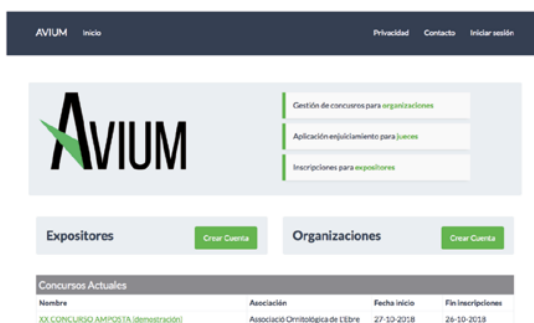 AVIUM Inicio Privacidad Contacto Iniciar sesión
AVIUM
Gestión de concusros para organizaciones
Aplicación enjuiciamiento para jueces
Inscripciones para expositores
Expositores Crear Cuenta Organizaciones Crear Cuenta
Concursos Actuales
Nombre Asociación Fecha inicio Fin inscripciones
XX CONCURSO AMPOSTA (demostración) Associació Ornitològica de L'Ebre 27-10-2018 26-10-2018